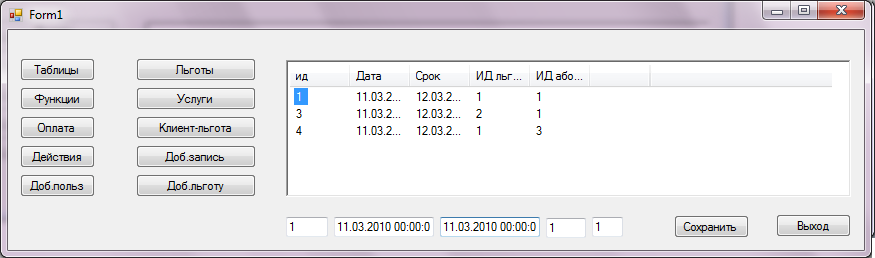 Form1
Таблицы
Функции
Оплата
Действия
Доб.польз
Льготы
Услуги
Клиент-льгота
Доб.запись
Доб.льготу
ид Дата Срок ИД льг... ИД або...
1 11.03.2... 12.03.2... 1 1
3 11.03.2... 12.03.2... 2 1
4 11.03.2... 12.03.2... 1 3
1 11.03.2010 00:00:0 11.03.2010 00:00:0 1 1
Сохранить
Выход